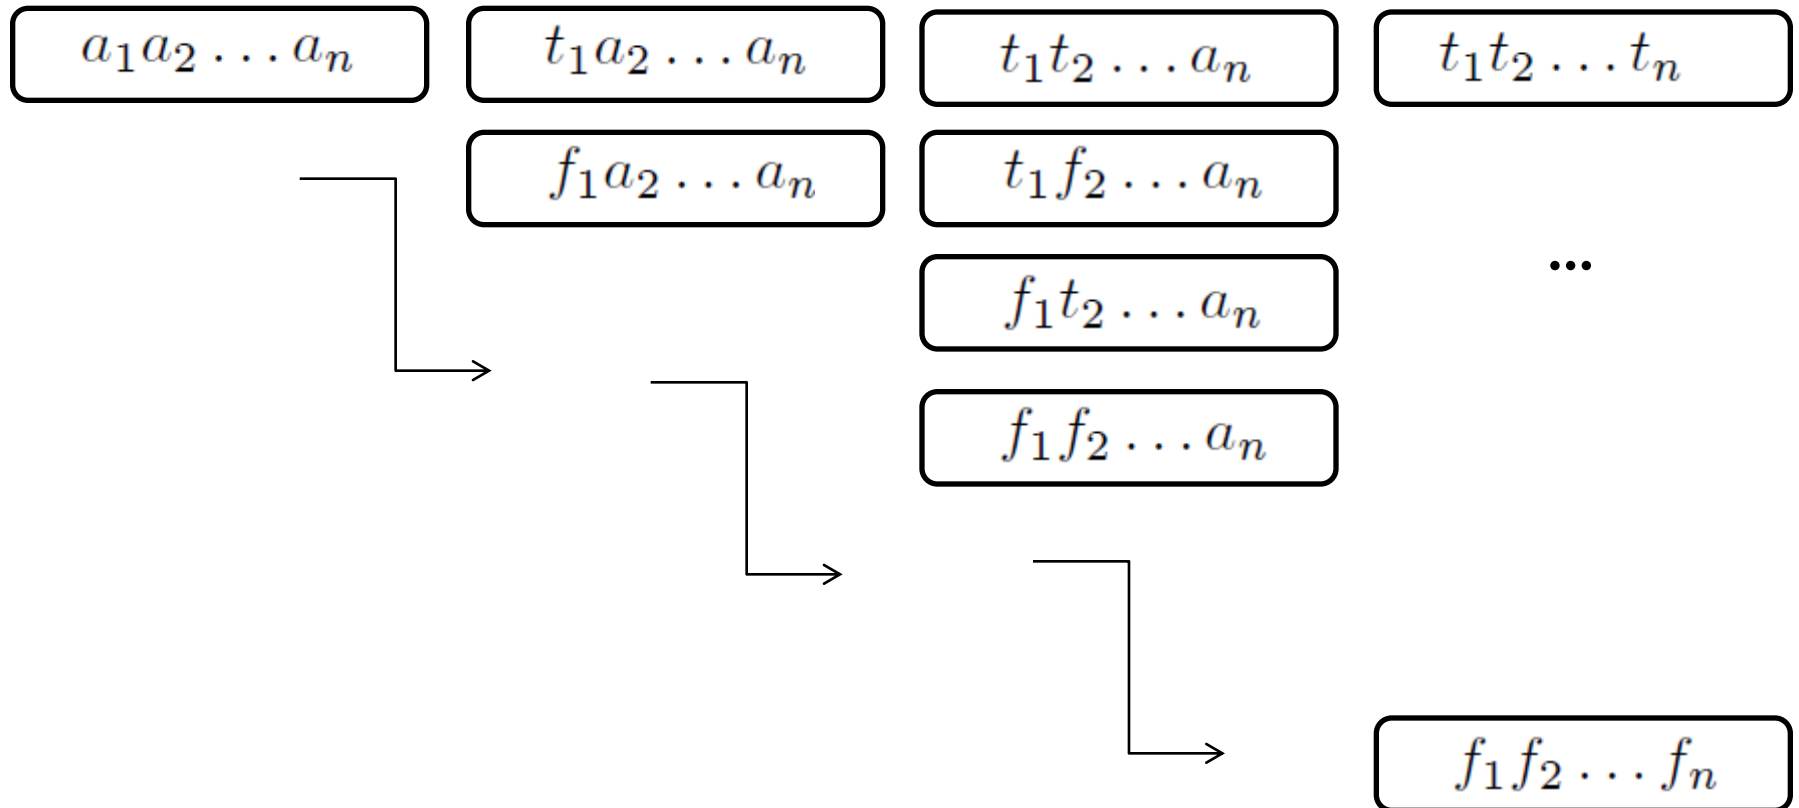 a₁a₂ . . . aₙ
t₁a₂ . . . aₙ
t₁t₂ . . . aₙ
t₁t₂ . . . tₙ
f₁a₂ . . . aₙ
t₁f₂ . . . aₙ
f₁t₂ . . . aₙ
...
f₁f₂ . . . aₙ
f₁f₂ . . . fₙ